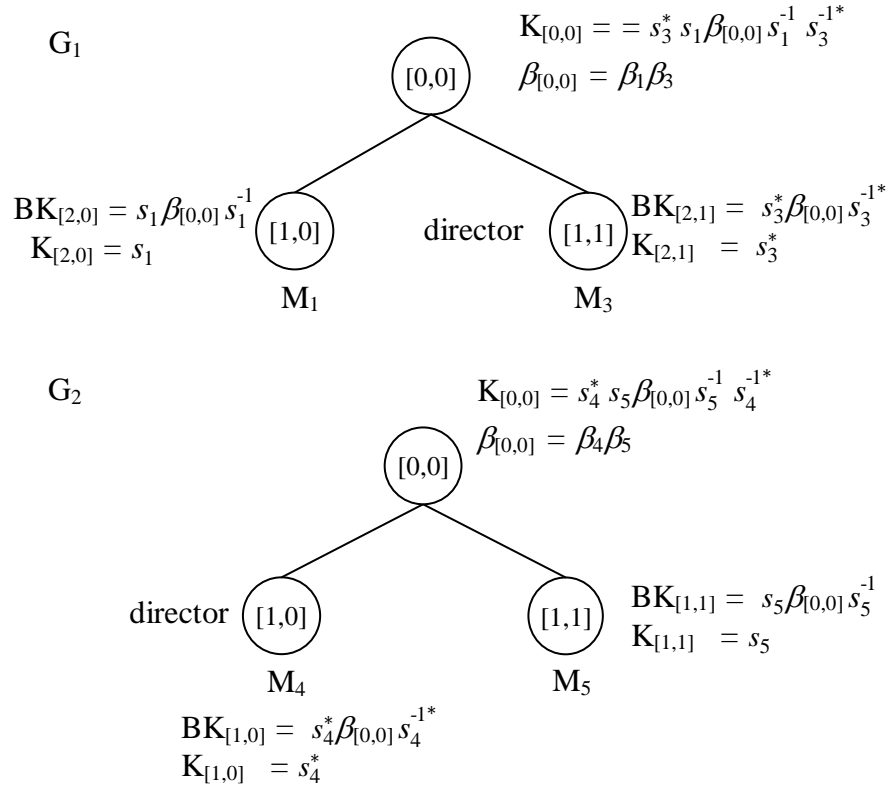 G₁
K[0,0] = = s₃* s₁β[0,0] s₁⁻¹ s₃⁻¹*
β[0,0] = β₁β₃
[0,0]
BK[2,0] = s₁β[0,0] s₁⁻¹
K[2,0] = s₁
[1,0]
M₁
director
[1,1]
BK[2,1] = s₃*β[0,0] s₃⁻¹*
K[2,1] = s₃*
M₃
G₂
K[0,0] = s₄* s₅β[0,0] s₅⁻¹ s₄⁻¹*
β[0,0] = β₄β₅
[0,0]
director
[1,0]
M₄
BK[1,0] = s₄*β[0,0] s₄⁻¹*
K[1,0] = s₄*
[1,1]
M₅
BK[1,1] = s₅β[0,0] s₅⁻¹
K[1,1] = s₅